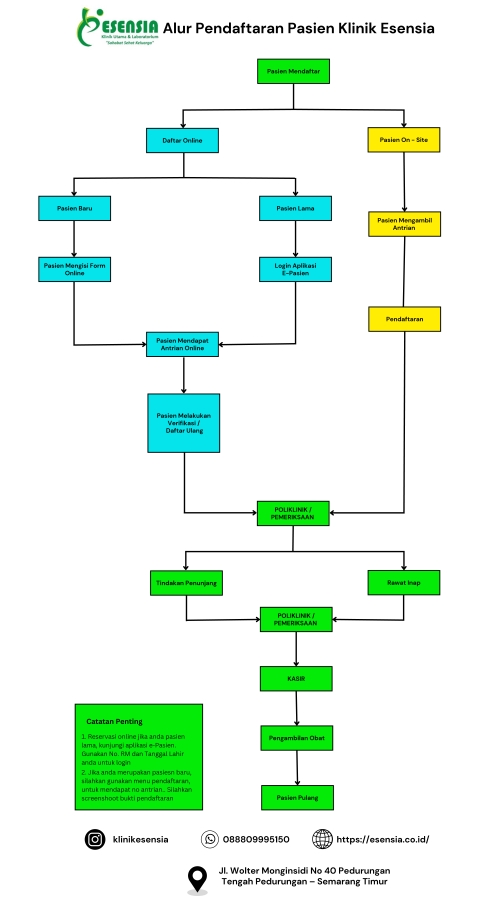 ESENSIA
Klinik Utama & Laboratorium
"Sahabat Sehat Keluarga"
Alur Pendaftaran Pasien Klinik Esensia
Pasien Mendaftar
Daftar Online
Pasien On - Site
Pasien Baru
Pasien Lama
Pasien Mengambil
Antrian
Pasien Mengisi Form
Online
Login Aplikasi
E-Pasien
Pendaftaran
Pasien Mendapat
Antrian Online
Pasien Melakukan
Verifikasi /
Daftar Ulang
POLIKLINIK /
PEMERIKSAAN
Tindakan Penunjang
Rawat Inap
POLIKLINIK /
PEMERIKSAAN
KASIR
Pengambilan Obat
Pasien Pulang
Catatan Penting
1. Reservasi online jika anda pasien
lama, kunjungi aplikasi e-Pasien.
Gunakan No. RM dan Tanggal Lahir
anda untuk login
2. Jika anda merupakan pasiesn baru,
silahkan gunakan menu pendaftaran,
untuk mendapat no antrian.. Silahkan
screenshoot bukti pendaftaran
klinikesensia
088809995150
https://esensia.co.id/
Jl. Wolter Monginsidi No 40 Pedurungan
Tengah Pedurungan – Semarang Timur